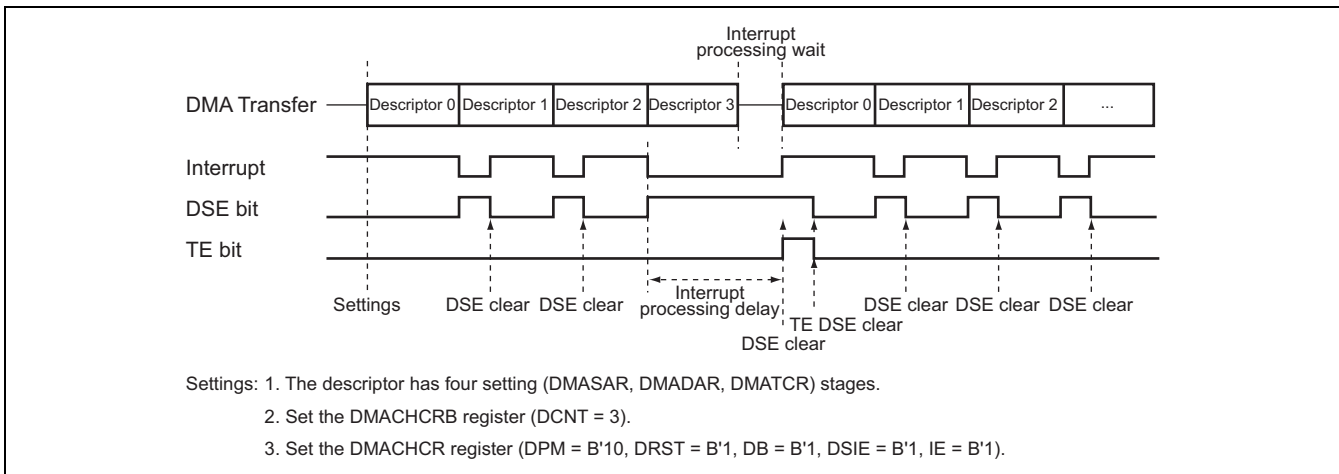 Interrupt
processing wait
DMA Transfer Descriptor 0 Descriptor 1 Descriptor 2 Descriptor 3 Descriptor 0 Descriptor 1 Descriptor 2 ...
Interrupt
DSE bit
TE bit
Settings DSE clear DSE clear Interrupt DSE clear DSE clear DSE clear
processing delay
TE DSE clear
DSE clear
Settings: 1. The descriptor has four setting (DMASAR, DMADAR, DMATCR) stages.
2. Set the DMACHCRB register (DCNT = 3).
3. Set the DMACHCR register (DPM = B'10, DRST = B'1, DB = B'1, DSIE = B'1, IE = B'1).